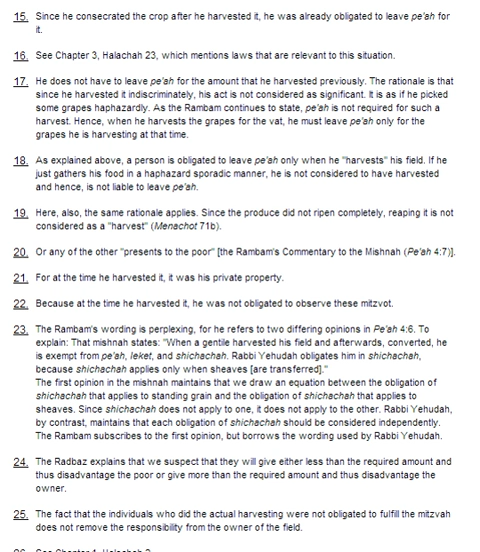 15. Since he consecrated the crop after he harvested it, he was already obligated to leave pe'ah for
it.
16. See Chapter 3, Halachah 23, which mentions laws that are relevant to this situation.
17. He does not have to leave pe'ah for the amount that he harvested previously. The rationale is that
since he harvested it indiscriminately, his act is not considered as significant. It is as if he picked
some grapes haphazardly. As the Rambam continues to state, pe'ah is not required for such a
harvest. Hence, when he harvests the grapes for the vat, he must leave pe'ah only for the
grapes he is harvesting at that time.
18. As explained above, a person is obligated to leave pe'ah only when he "harvests" his field. If he
just gathers his food in a haphazard sporadic manner, he is not considered to have harvested
and hence, is not liable to leave pe'ah.
19. Here, also, the same rationale applies. Since the produce did not ripen completely, reaping it is not
considered as a "harvest" (Menachot 71b).
20. Or any of the other "presents to the poor" [the Rambam's Commentary to the Mishnah (Pe'ah 4:7)].
21. For at the time he harvested it, it was his private property.
22. Because at the time he harvested it, he was not obligated to observe these mitzvot.
23. The Rambam's wording is perplexing, for he refers to two differing opinions in Pe'ah 4:6. To
explain: That mishnah states: "When a gentile harvested his field and afterwards, converted, he
is exempt from pe'ah, leket, and shichachah. Rabbi Yehudah obligates him in shichachah,
because shichachah applies only when sheaves [are transferred]."
The first opinion in the mishnah maintains that we draw an equation between the obligation of
shichachah that applies to standing grain and the obligation of shichachah that applies to
sheaves. Since shichachah does not apply to one, it does not apply to the other. Rabbi Yehudah,
by contrast, maintains that each obligation of shichachah should be considered independently.
The Rambam subscribes to the first opinion, but borrows the wording used by Rabbi Yehudah.
24. The Radbaz explains that we suspect that they will give either less than the required amount and
thus disadvantage the poor or give more than the required amount and thus disadvantage the
owner.
25. The fact that the individuals who did the actual harvesting were not obligated to fulfill the mitzvah
does not remove the responsibility from the owner of the field.